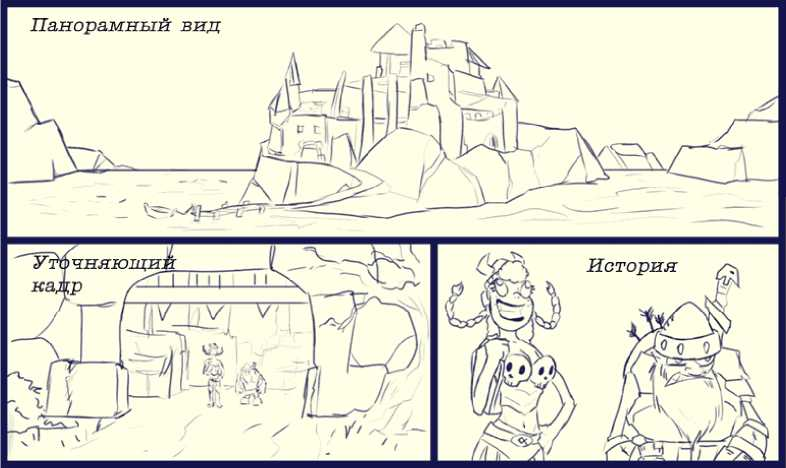 Панорамный вид
Уточняющий
кадр
История